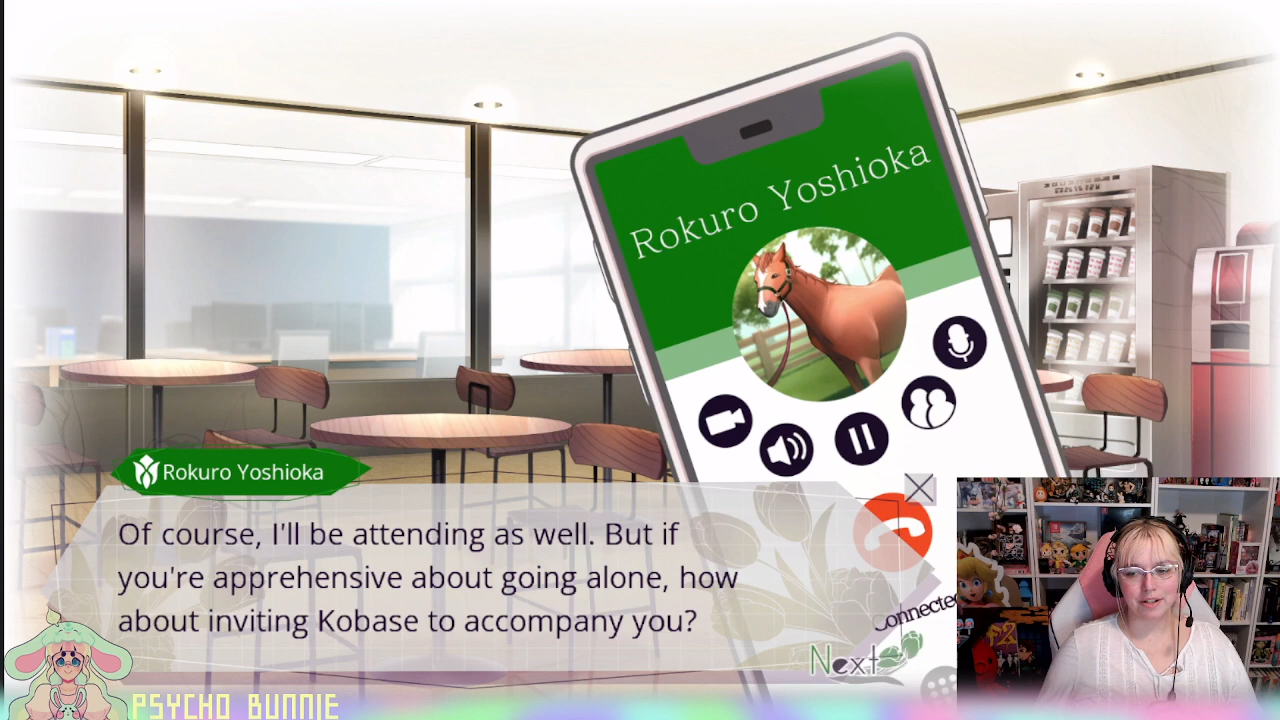 Rokuro Yoshioka
Rokuro Yoshioka
Of course, I'll be attending as well. But if
you're apprehensive about going alone, how
about inviting Kobase to accompany you?
Connected
Next
PSYCHO BUNNIE